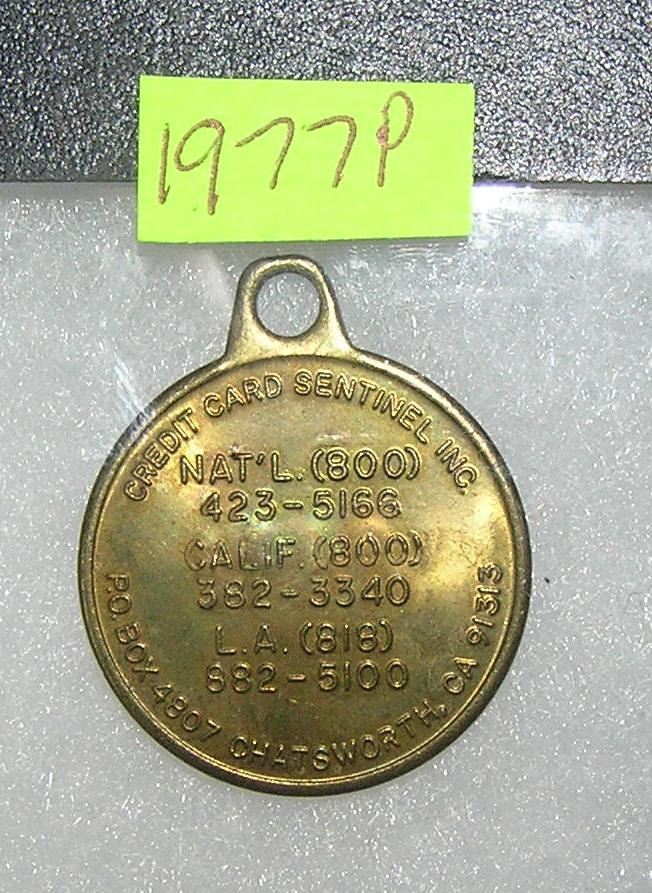 1977P
CREDIT CARD SENTINEL INC.
NAT'L. (800)
423-5166
CALIF. (800)
382-3340
L.A. (818)
882-5100
P.O. BOX 4807 CHATSWORTH, CA 91313